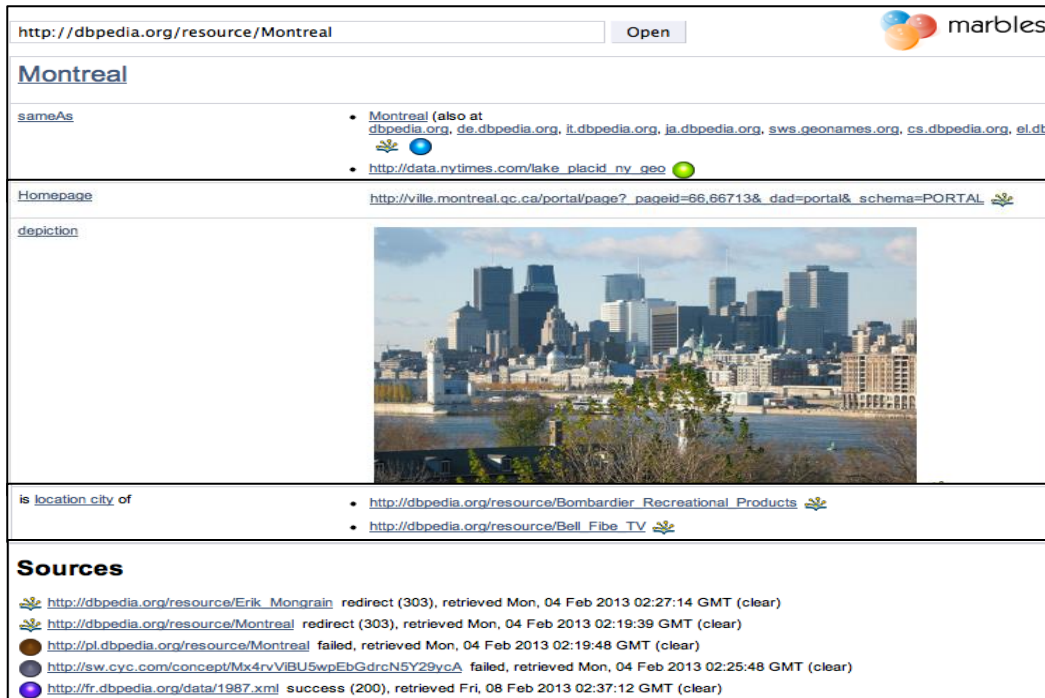 http://dbpedia.org/resource/Montreal
Open
marbles
Montreal
sameAs
Montreal (also at
dbpedia.org, de.dbpedia.org, it.dbpedia.org, ja.dbpedia.org, sws.geonames.org, cs.dbpedia.org, el.db
http://data.nytimes.com/lake_placid_ny_geo
Homepage
http://ville.montreal.qc.ca/portal/page?_pageid=66,66713&_dad=portal&_schema=PORTAL
depiction
is location city of
http://dbpedia.org/resource/Bombardier_Recreational_Products
http://dbpedia.org/resource/Bell_Fibe_TV
Sources
http://dbpedia.org/resource/Erik_Mongrain redirect (303), retrieved Mon, 04 Feb 2013 02:27:14 GMT (clear)
http://dbpedia.org/resource/Montreal redirect (303), retrieved Mon, 04 Feb 2013 02:19:39 GMT (clear)
http://pl.dbpedia.org/resource/Montreal failed, retrieved Mon, 04 Feb 2013 02:19:48 GMT (clear)
http://sw.cyc.com/concept/Mx4rvViBU5wpEbGdrcN5Y29ycA failed, retrieved Mon, 04 Feb 2013 02:25:48 GMT (clear)
http://fr.dbpedia.org/data/1987.xml success (200), retrieved Fri, 08 Feb 2013 02:37:12 GMT (clear)